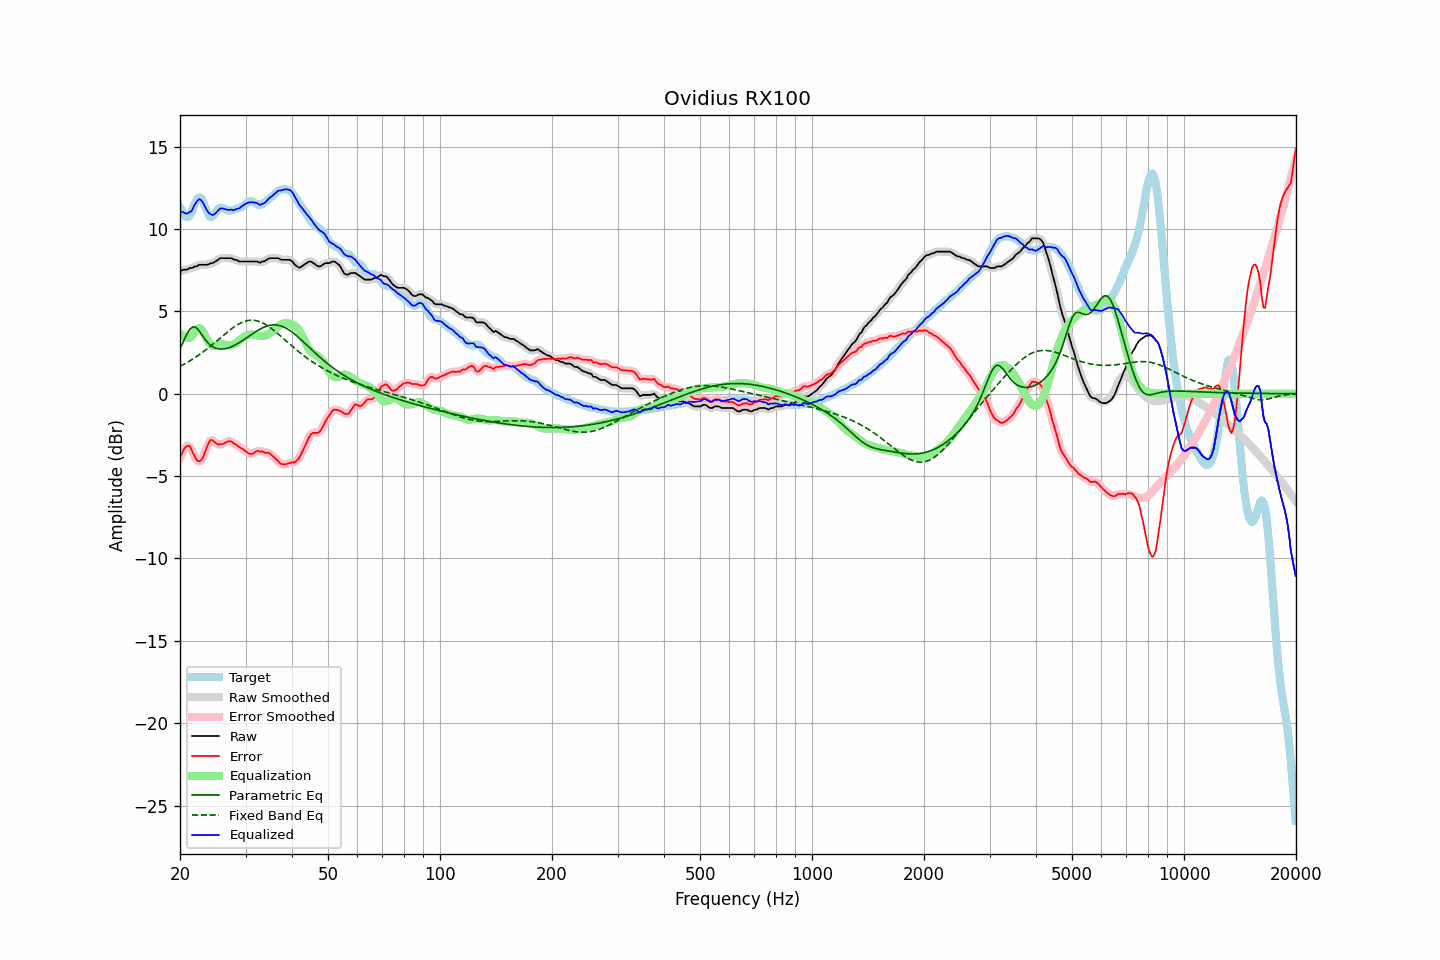 Ovidius RX100
Amplitude (dBr)
15
10
5
0
−5
−10
−15
−20
−25
Target
Raw Smoothed
Error Smoothed
Raw
Error
Equalization
Parametric Eq
Fixed Band Eq
Equalized
20 50 100 200 500 1000 2000 5000 10000 20000
Frequency (Hz)